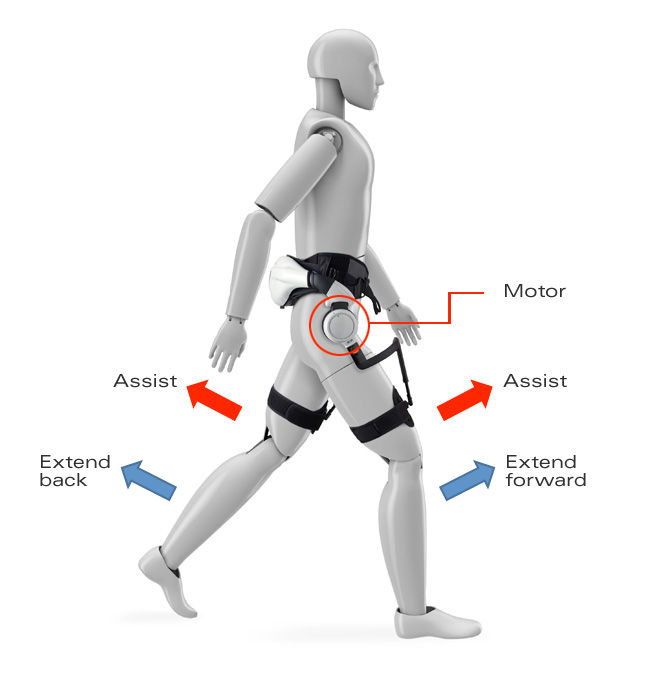 Motor
Assist
Assist
Extend
back
Extend
forward